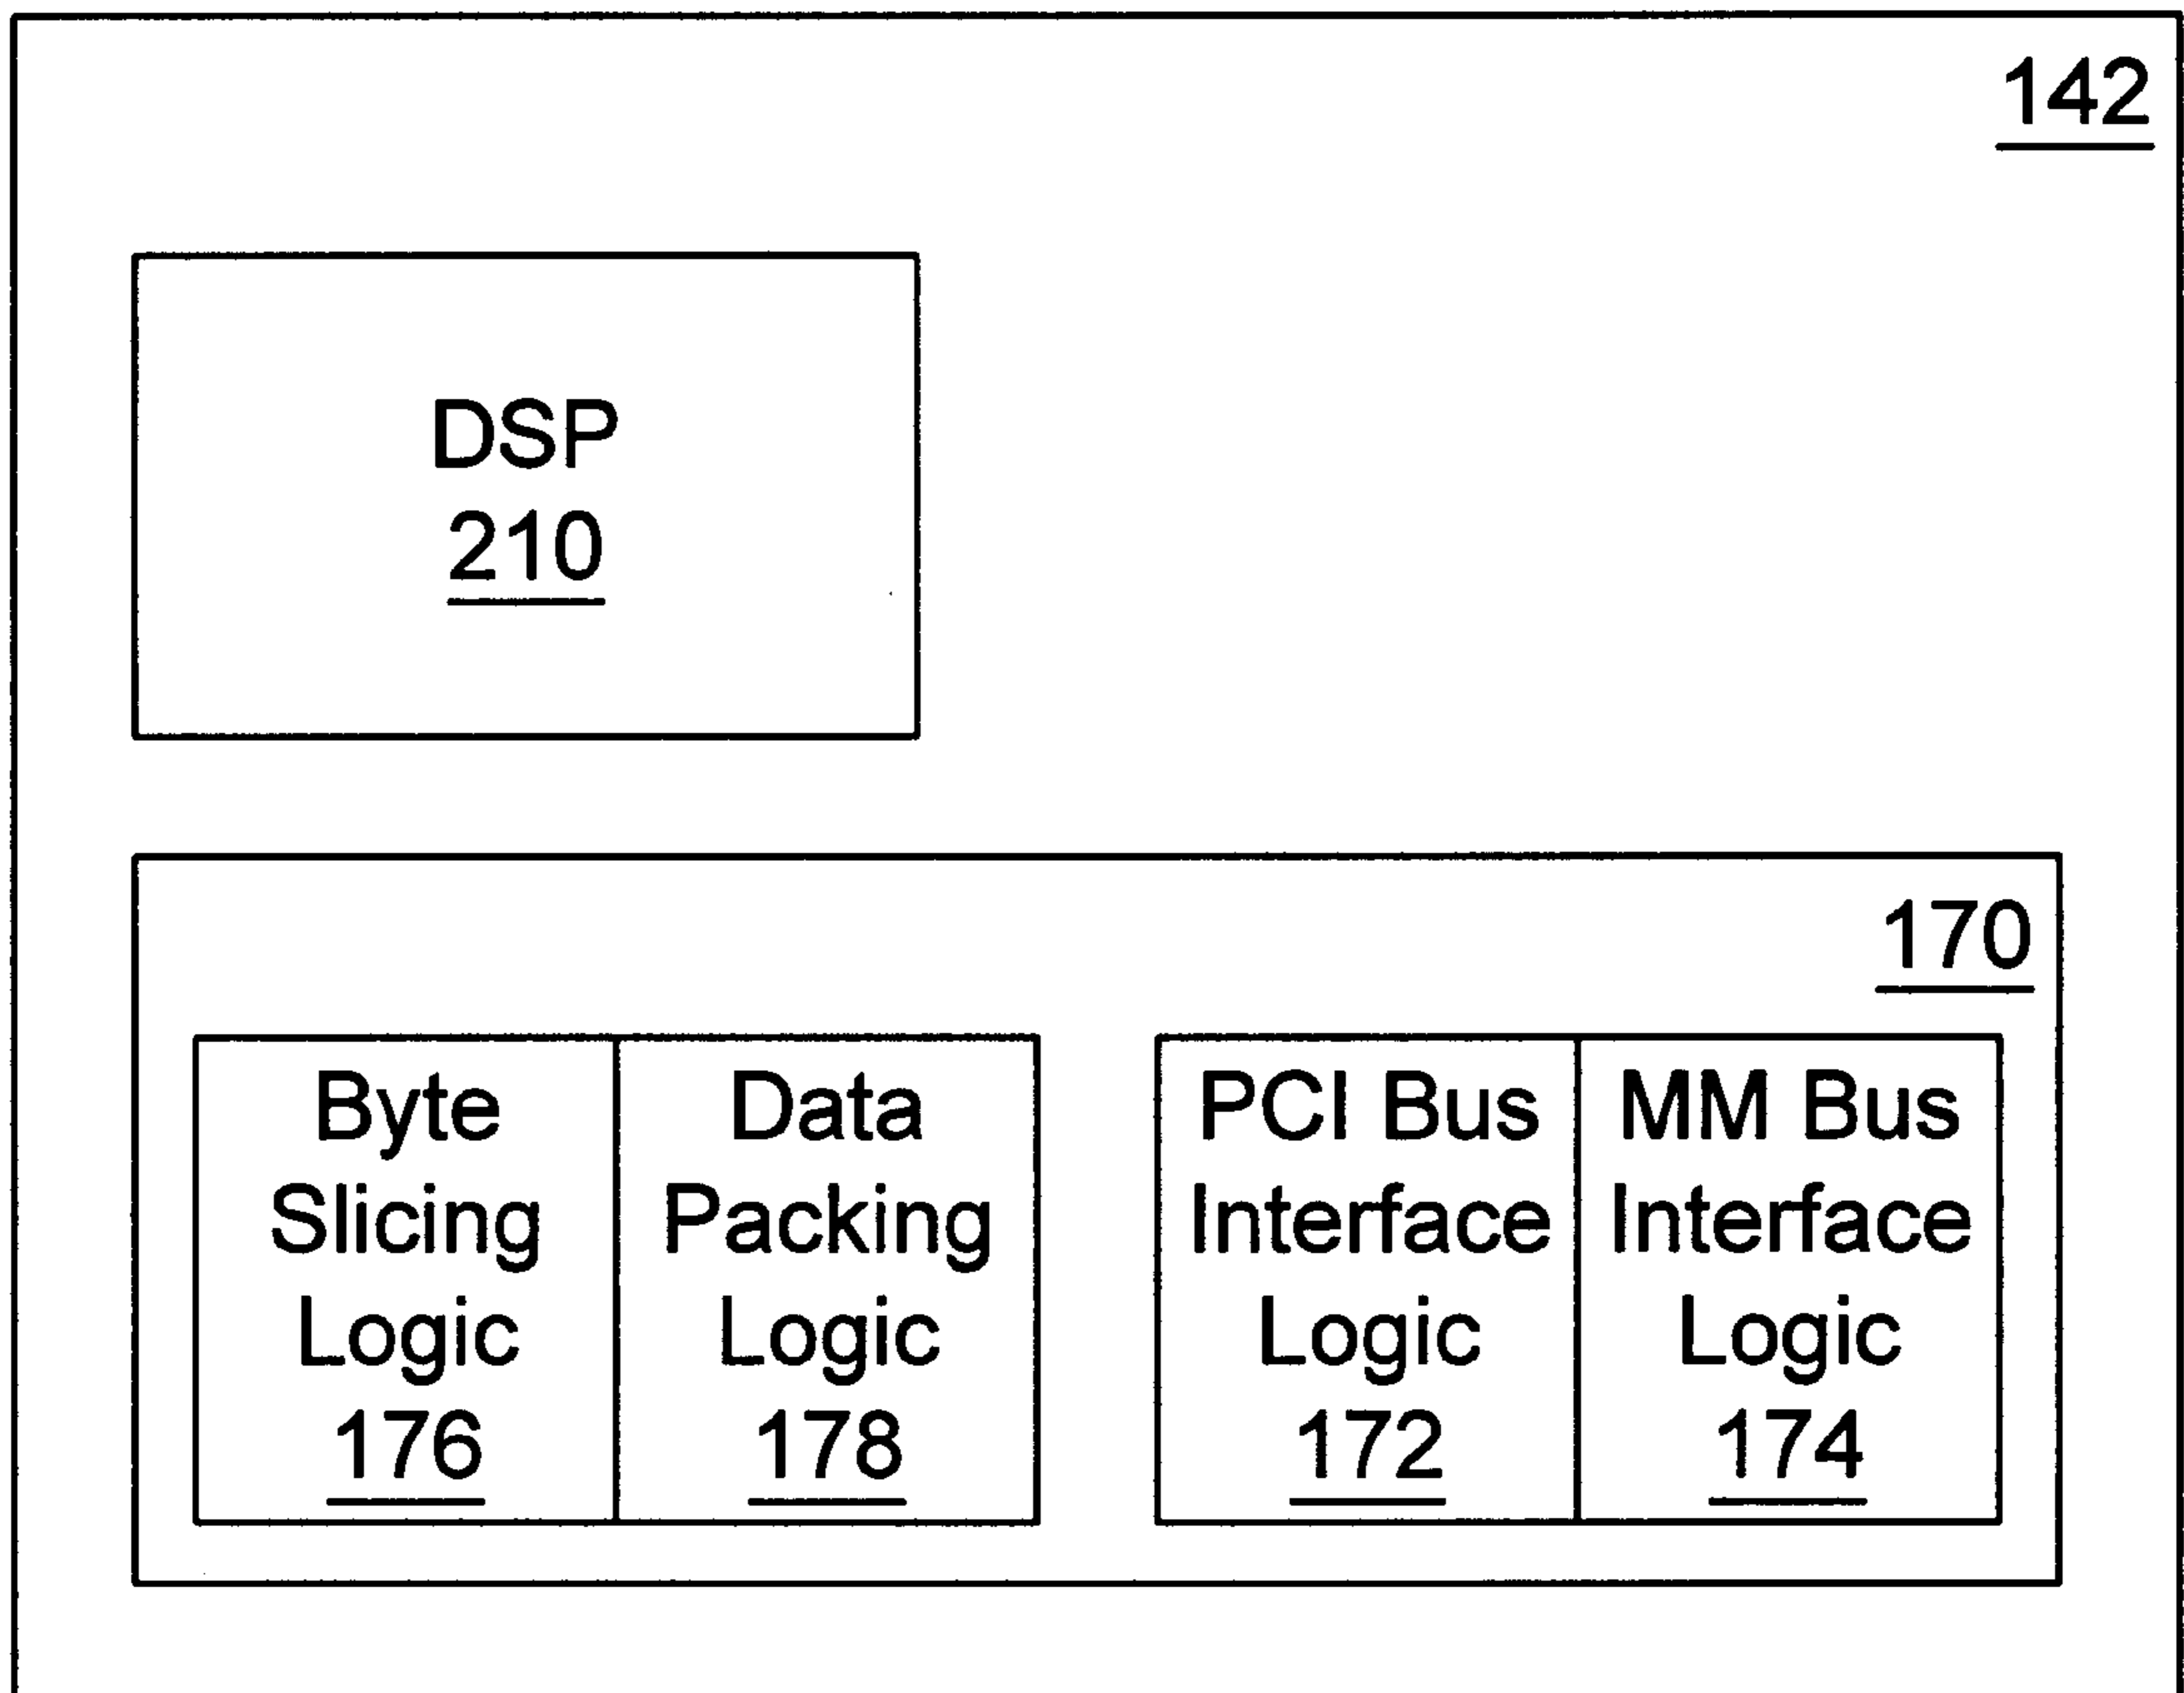 142
DSP
210
170
Byte
Slicing
Logic
176
Data
Packing
Logic
178
PCI Bus
Interface
Logic
172
MM Bus
Interface
Logic
174